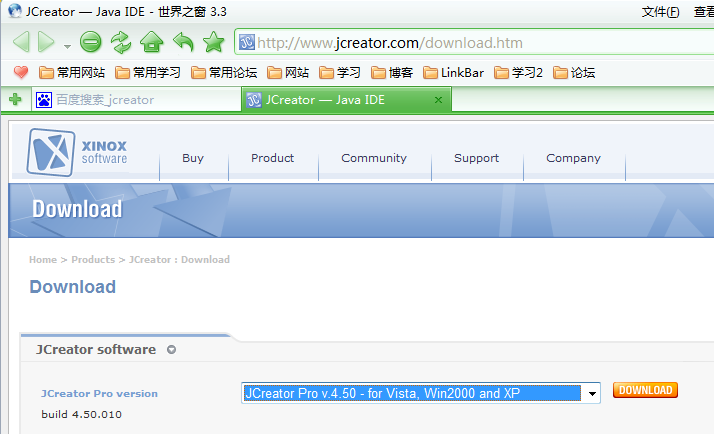 JCreator — Java IDE - 世界之窗 3.3
文件(F) 查看
http://www.jcreator.com/download.htm
常用网站 常用学习 常用论坛 网站 学习 博客 LinkBar 学习2 论坛
百度搜索_jcreator JCreator — Java IDE
XINOX
software
Buy Product Community Support Company
Download
Home > Products > JCreator : Download
Download
JCreator software
JCreator Pro version JCreator Pro v.4.50 - for Vista, Win2000 and XP DOWNLOAD
build 4.50.010